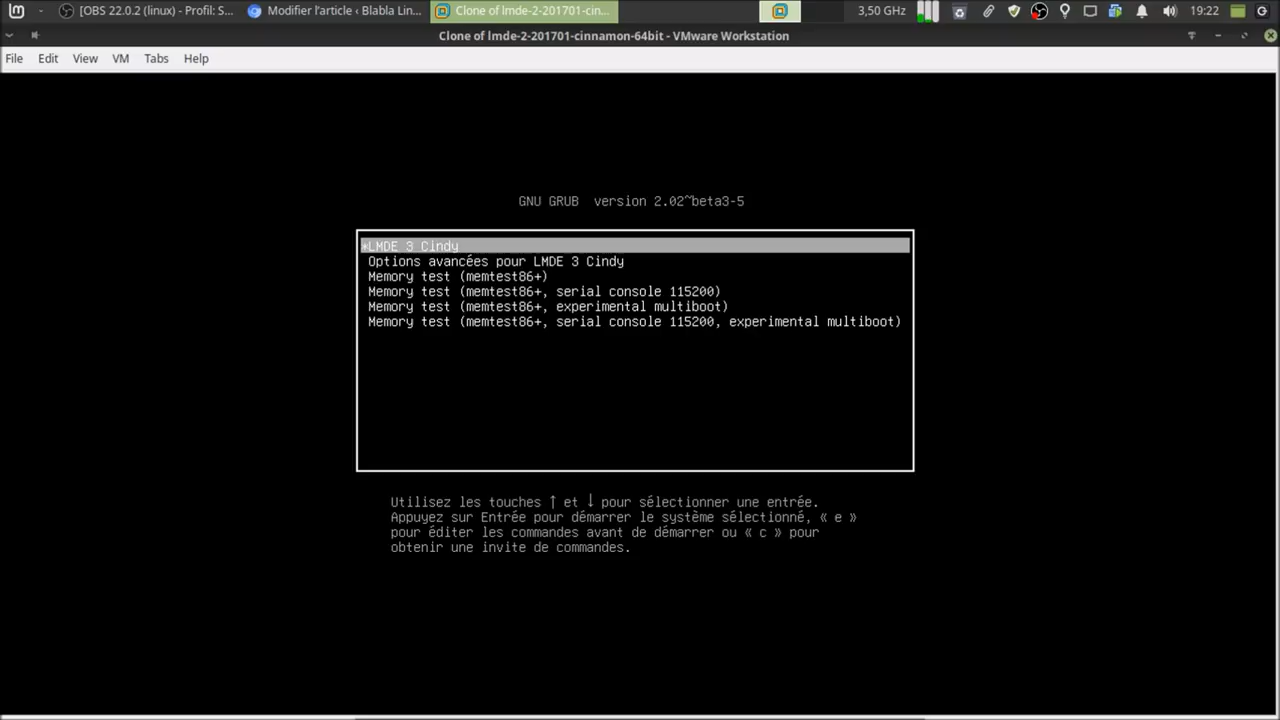 [OBS 22.0.2 (linux) - Profil: S...
Modifier l'article ‹ Blabla Lin...
Clone of lmde-2-201701-cin...
3,50 GHz
19:22
Clone of lmde-2-201701-cinnamon-64bit - VMware Workstation
File Edit View VM Tabs Help
GNU GRUB version 2.02~beta3-5
*LMDE 3 Cindy
Options avancées pour LMDE 3 Cindy
Memory test (memtest86+)
Memory test (memtest86+, serial console 115200)
Memory test (memtest86+, experimental multiboot)
Memory test (memtest86+, serial console 115200, experimental multiboot)
Utilisez les touches ↑ et ↓ pour sélectionner une entrée.
Appuyez sur Entrée pour démarrer le système sélectionné, « e »
pour éditer les commandes avant de démarrer ou « c » pour
obtenir une invite de commandes.